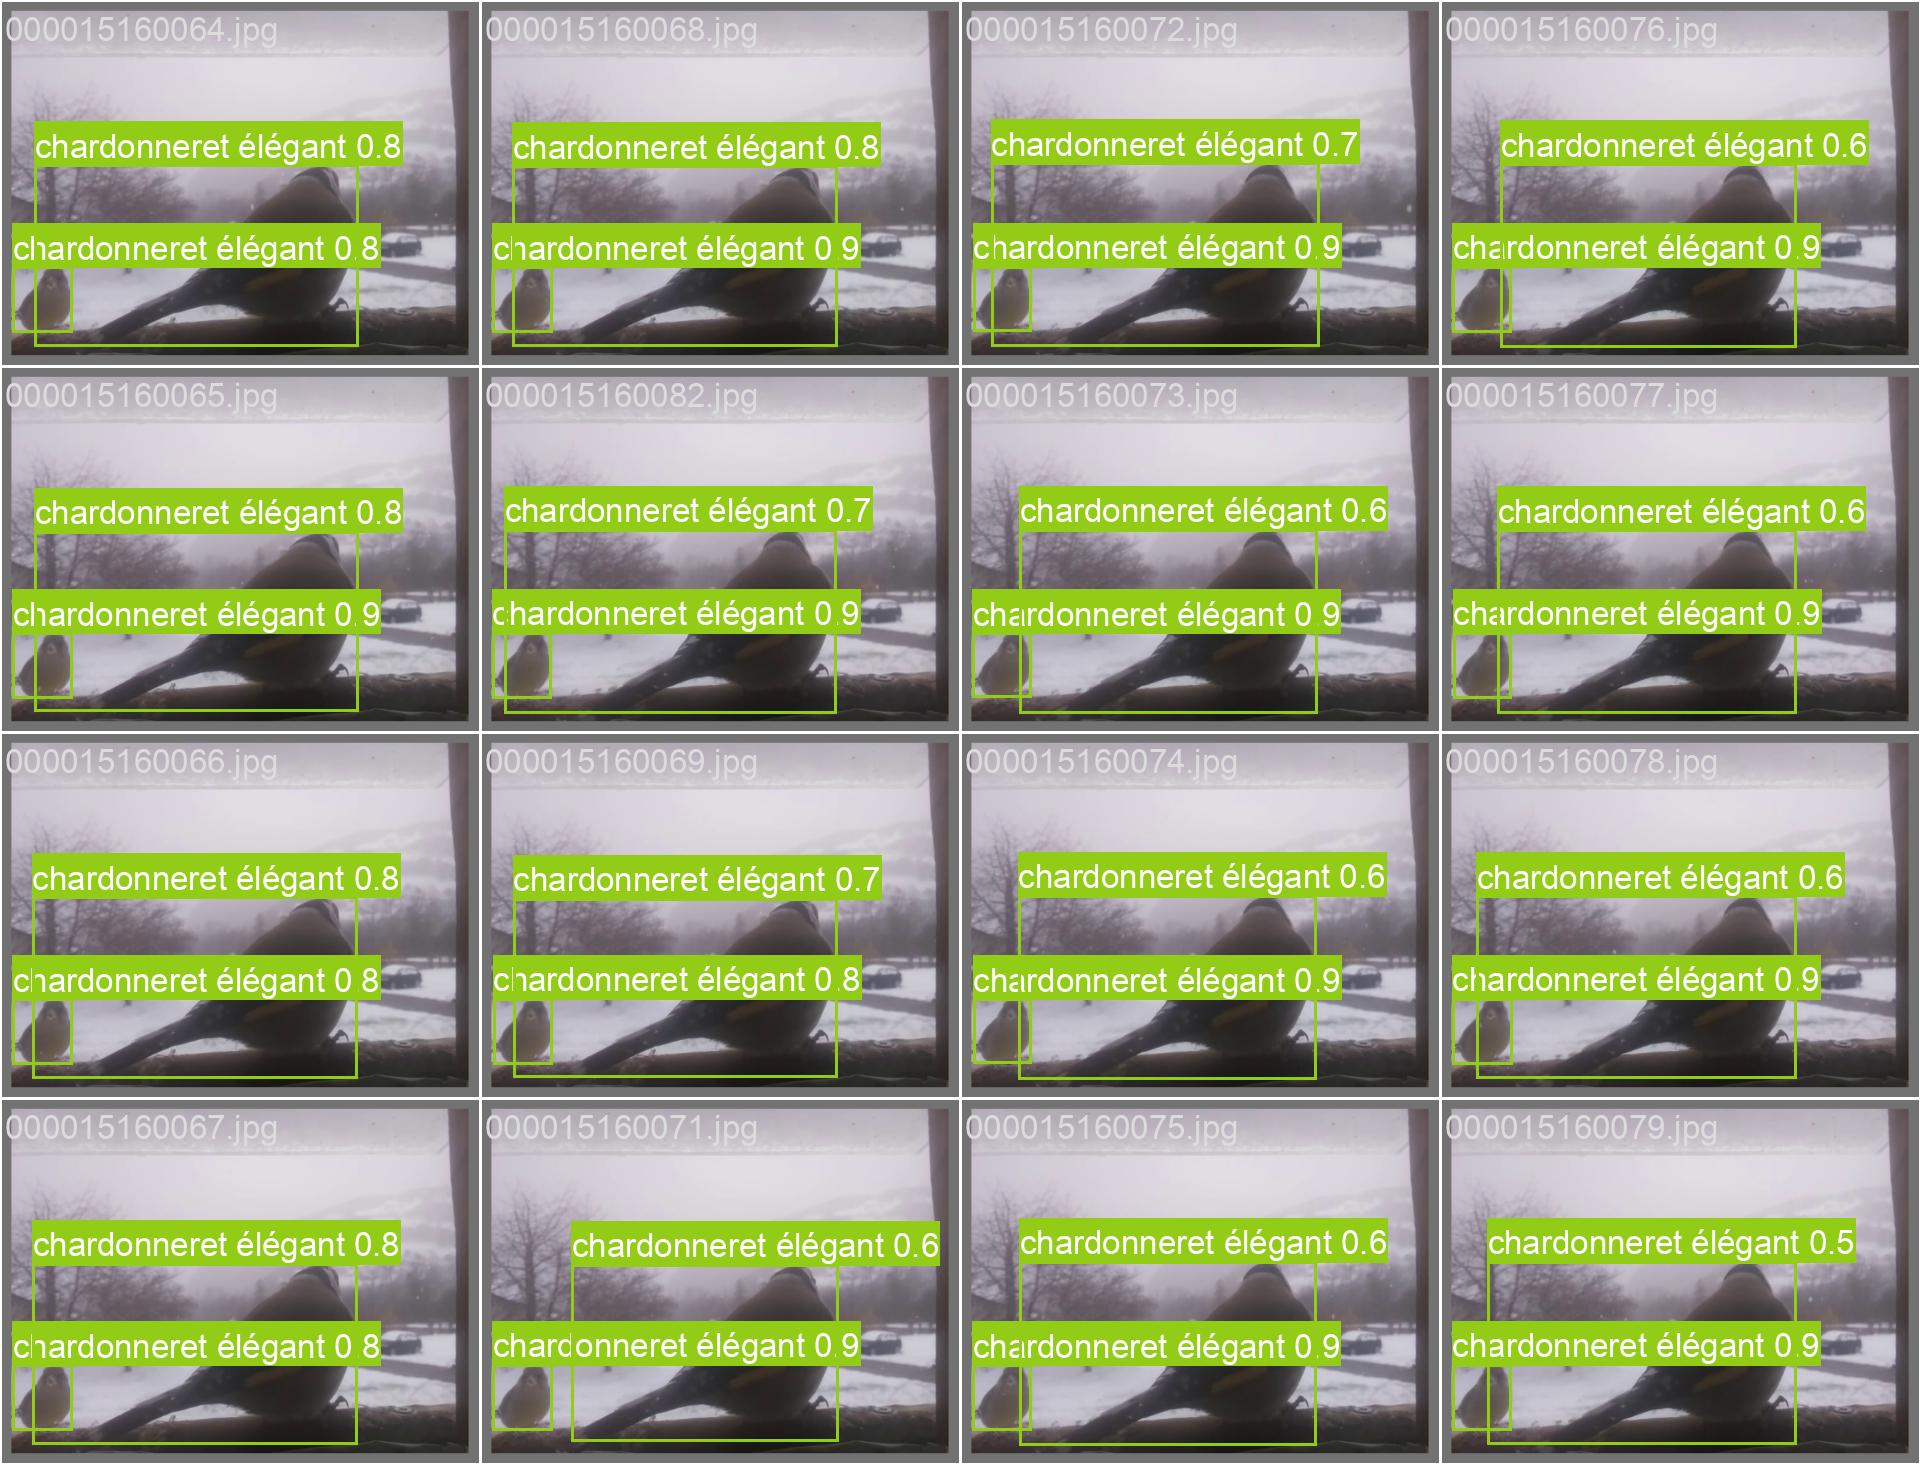 000015160064.jpg
chardonneret élégant 0.8
chardonneret élégant 0.8
000015160068.jpg
chardonneret élégant 0.8
chardonneret élégant 0.9
000015160072.jpg
chardonneret élégant 0.7
chardonneret élégant 0.9
000015160076.jpg
chardonneret élégant 0.6
chardonneret élégant 0.9
000015160065.jpg
chardonneret élégant 0.8
chardonneret élégant 0.9
000015160082.jpg
chardonneret élégant 0.7
chardonneret élégant 0.9
000015160073.jpg
chardonneret élégant 0.6
chardonneret élégant 0.9
000015160077.jpg
chardonneret élégant 0.6
chardonneret élégant 0.9
000015160066.jpg
chardonneret élégant 0.8
chardonneret élégant 0.8
000015160069.jpg
chardonneret élégant 0.7
chardonneret élégant 0.8
000015160074.jpg
chardonneret élégant 0.6
chardonneret élégant 0.9
000015160078.jpg
chardonneret élégant 0.6
chardonneret élégant 0.9
000015160067.jpg
chardonneret élégant 0.8
chardonneret élégant 0.8
000015160071.jpg
chardonneret élégant 0.6
chardonneret élégant 0.9
000015160075.jpg
chardonneret élégant 0.6
chardonneret élégant 0.9
000015160079.jpg
chardonneret élégant 0.5
chardonneret élégant 0.9